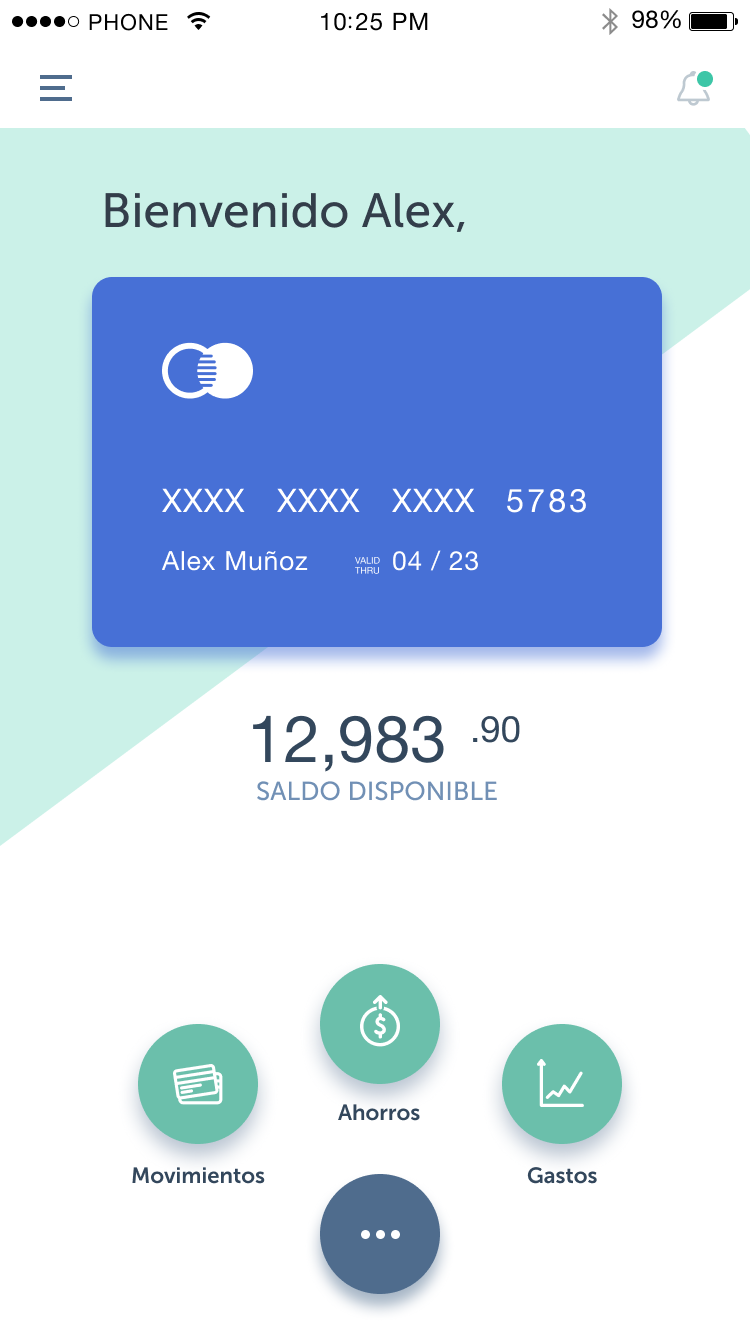 PHONE 10:25 PM 98%
Bienvenido Alex,
XXXX XXXX XXXX 5783
Alex Muñoz VALID THRU 04 / 23
12,983 .90
SALDO DISPONIBLE
Ahorros
Movimientos Gastos